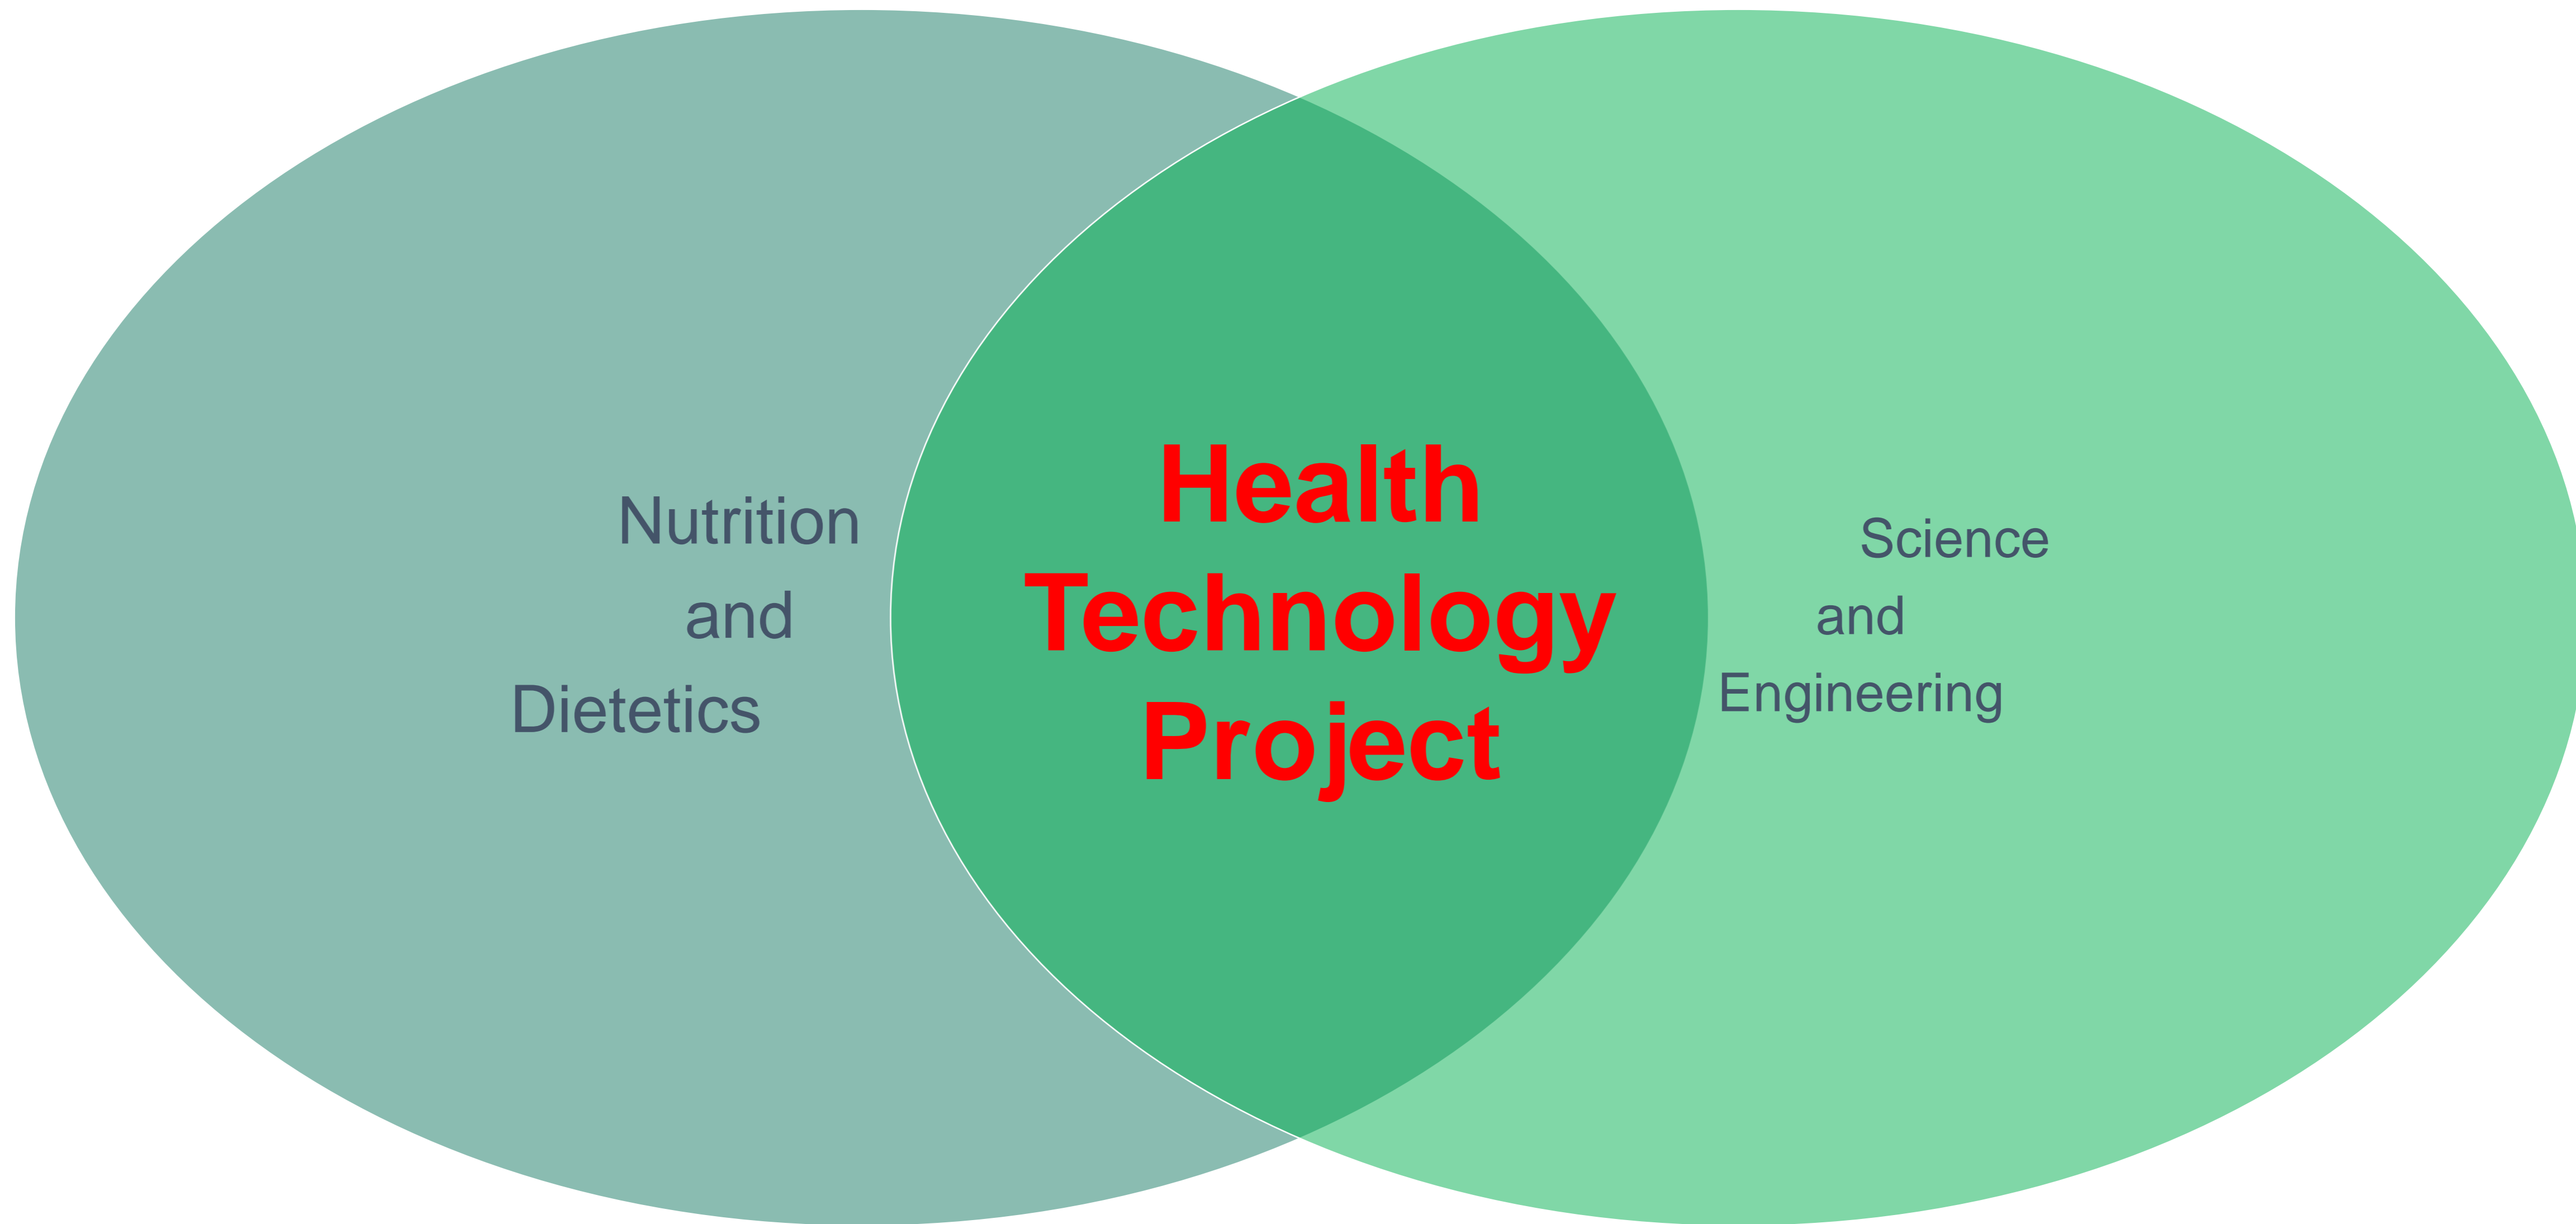 Nutrition
and
Dietetics
Health
Technology
Project
Science
and
Engineering